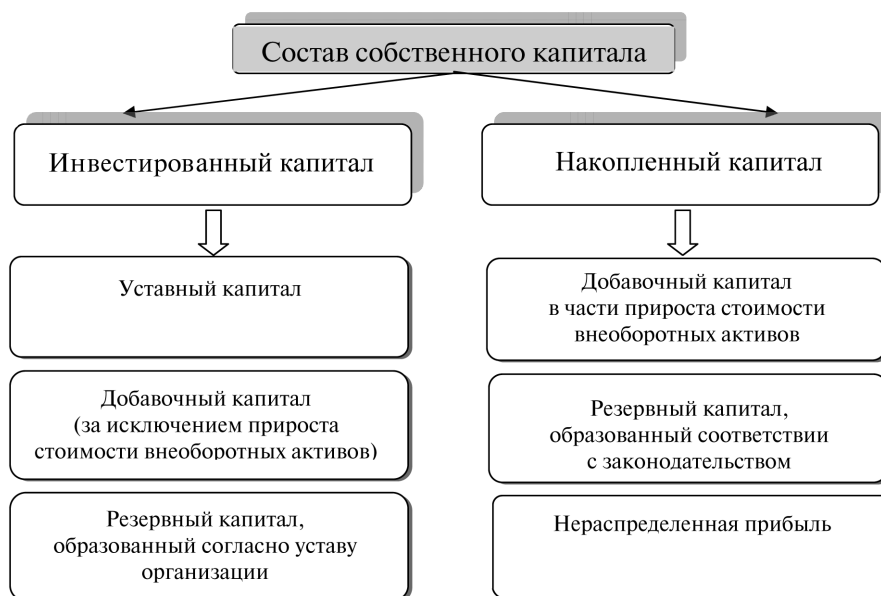 Состав собственного капитала
Инвестированный капитал
Уставный капитал
Добавочный капитал
(за исключением прироста
стоимости внеоборотных активов)
Резервный капитал,
образованный согласно уставу
организации
Накопленный капитал
Добавочный капитал
в части прироста стоимости
внеоборотных активов
Резервный капитал,
образованный соответствии
с законодательством
Нераспределенная прибыль